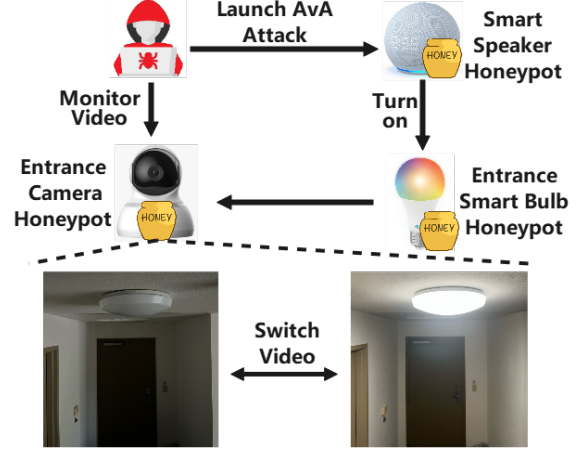 Launch AvA
Attack
HONEY
Smart
Speaker
Honeypot
Monitor
Video
Turn
on
Entrance
Camera
Honeypot
HONEY
HONEY
Entrance
Smart Bulb
Honeypot
Switch
Video